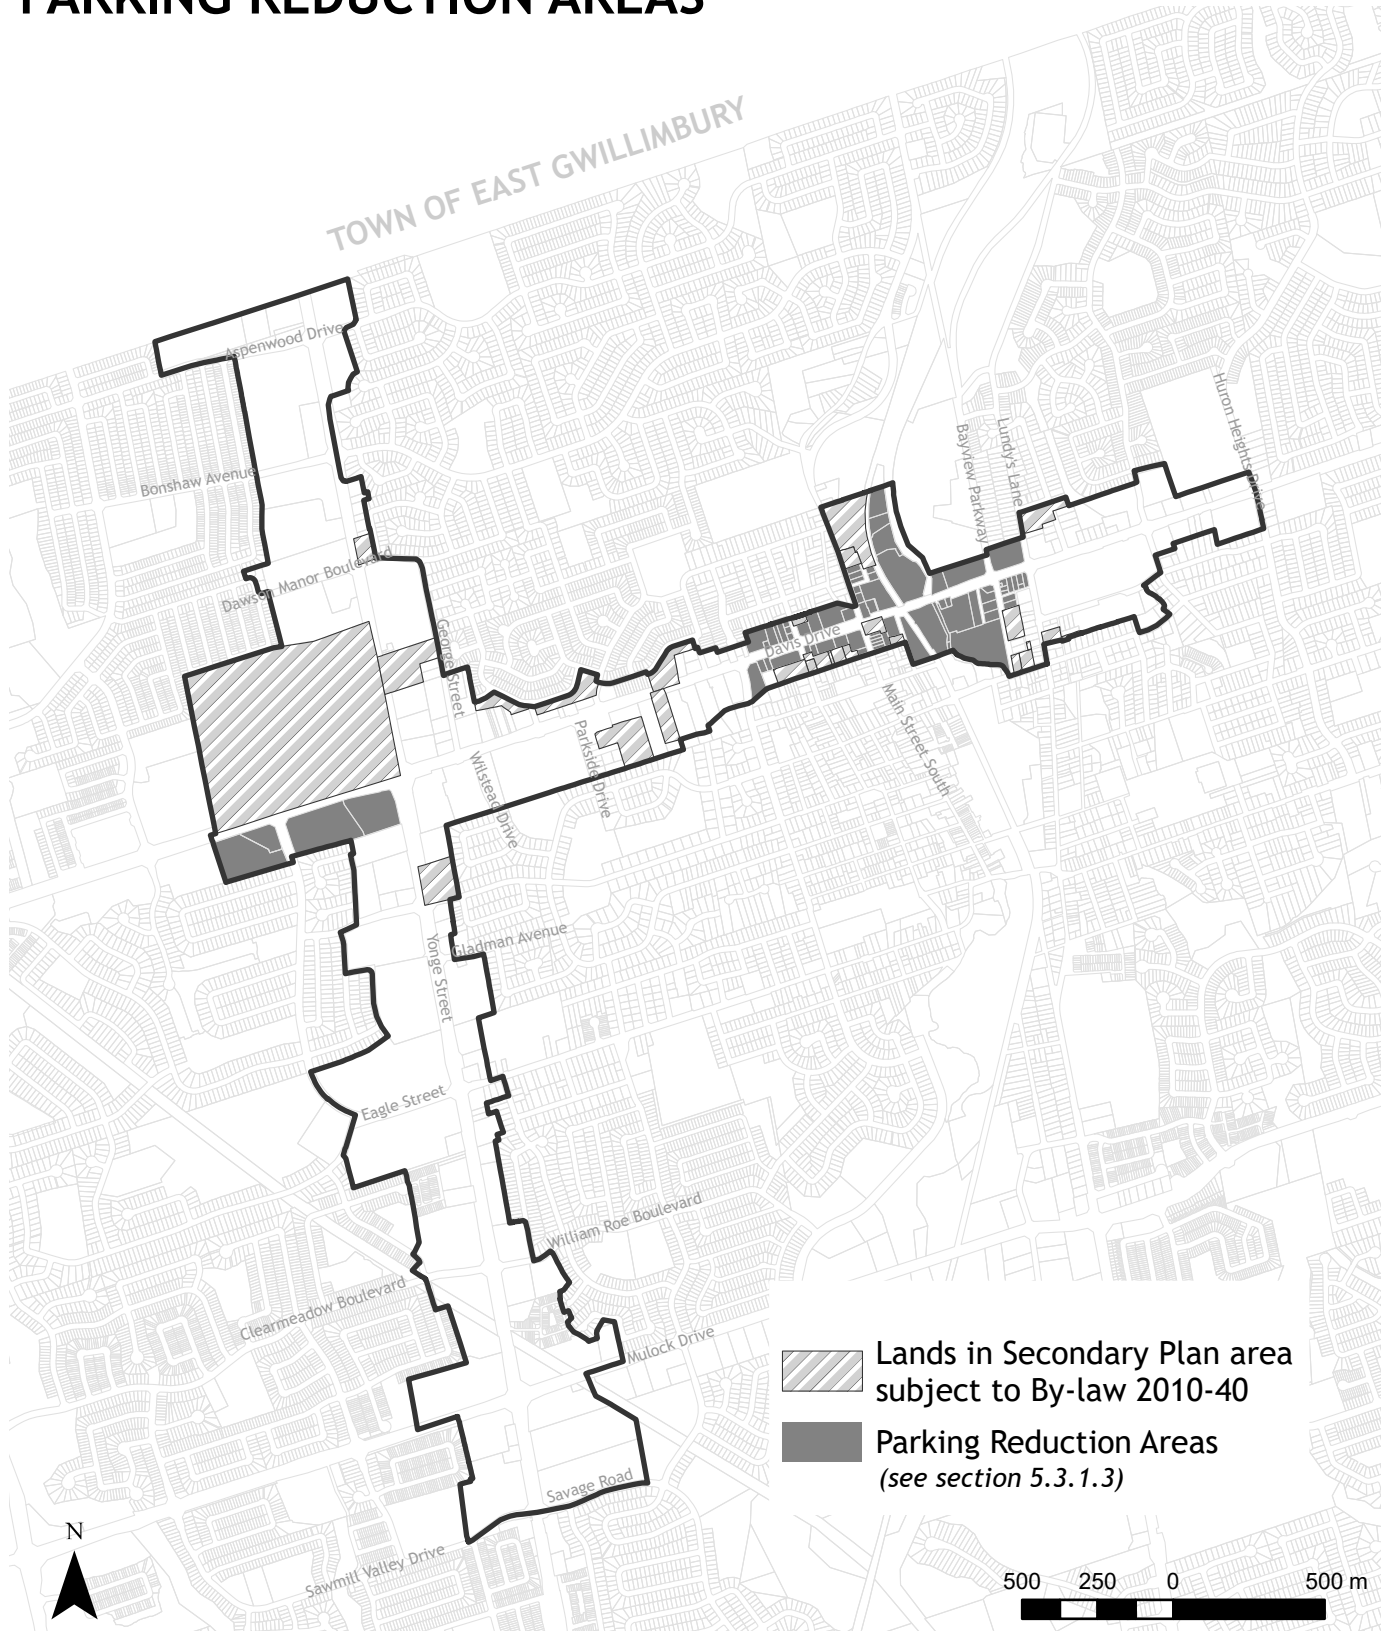 PARKING REDUCTION AREAS
TOWN OF EAST GWILLIMBURY
Aspenwood Drive
Huron Heights Drive
Lundy's Lane
Bayview Parkway
Bonshaw Avenue
Dawson Manor Boulevard
George Street
Davis Drive
Main Street South
Parkside Drive
Wilstead Drive
Gladman Avenue
Yonge Street
Eagle Street
William Roe Boulevard
Clearmeadow Boulevard
Mulock Drive
Lands in Secondary Plan area
subject to By-law 2010-40
Parking Reduction Areas
(see section 5.3.1.3)
Savage Road
N
Sawmill Valley Drive
500 250 0 500 m